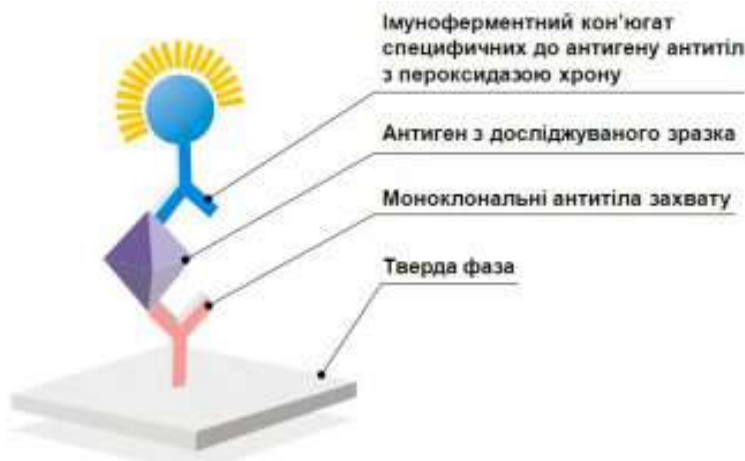 Імуноферментний кон'югат
специфичних до антигену антитіл
з пероксидазою хрону
Антиген з досліджуваного зразка
Моноклональні антитіла захвату
Тверда фаза